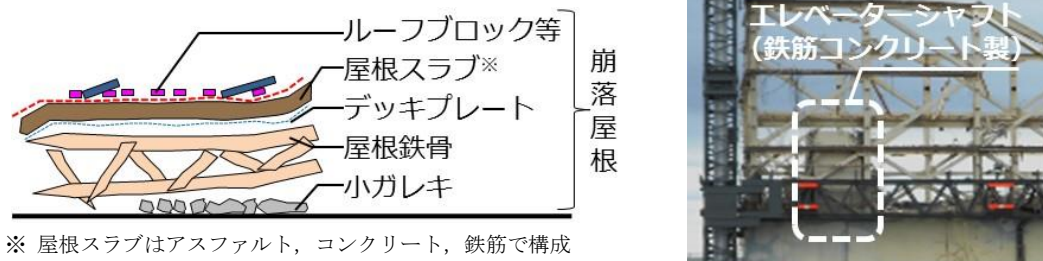 ルーフブロック等
屋根スラブ※
デッキプレート
屋根鉄骨
小ガレキ
崩落屋根
※ 屋根スラブはアスファルト，コンクリート，鉄筋で構成
エレベーターシャフト
(鉄筋コンクリート製)